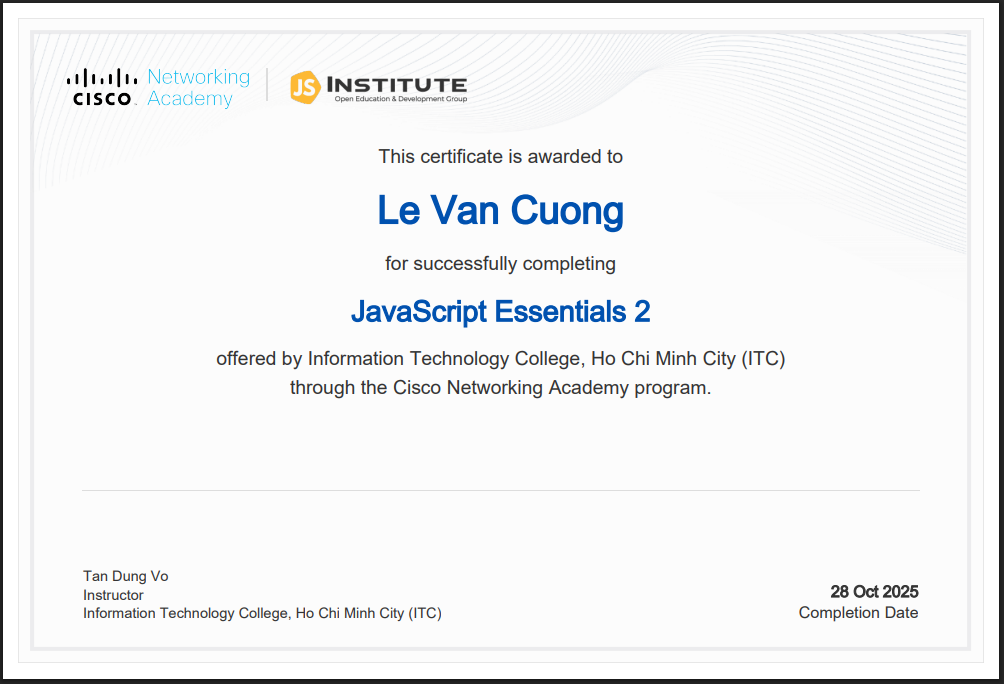 Networking
Academy
CISCO
JS INSTITUTE
Open Education & Development Group
This certificate is awarded to
Le Van Cuong
for successfully completing
JavaScript Essentials 2
offered by Information Technology College, Ho Chi Minh City (ITC)
through the Cisco Networking Academy program.
Tan Dung Vo
Instructor
Information Technology College, Ho Chi Minh City (ITC)
28 Oct 2025
Completion Date